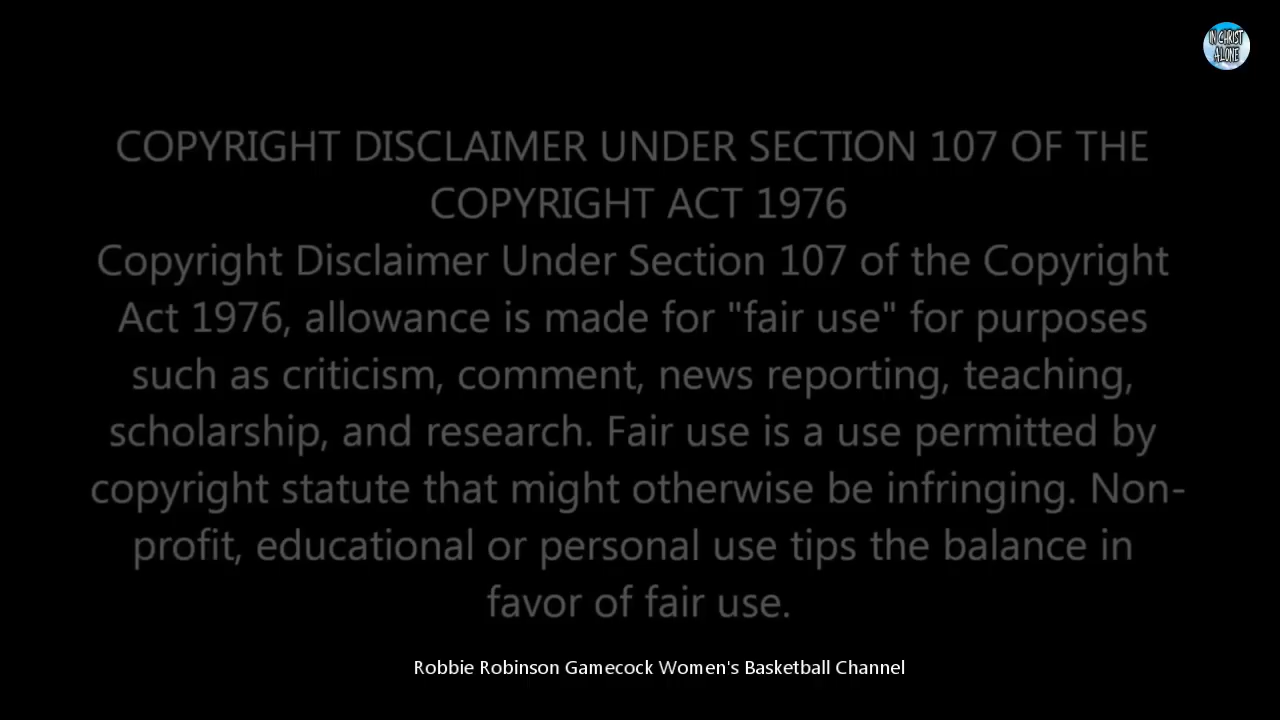 IN CHRIST
ALONE
COPYRIGHT DISCLAIMER UNDER SECTION 107 OF THE
COPYRIGHT ACT 1976
Copyright Disclaimer Under Section 107 of the Copyright
Act 1976, allowance is made for "fair use" for purposes
such as criticism, comment, news reporting, teaching,
scholarship, and research. Fair use is a use permitted by
copyright statute that might otherwise be infringing. Non-
profit, educational or personal use tips the balance in
favor of fair use.
Robbie Robinson Gamecock Women's Basketball Channel